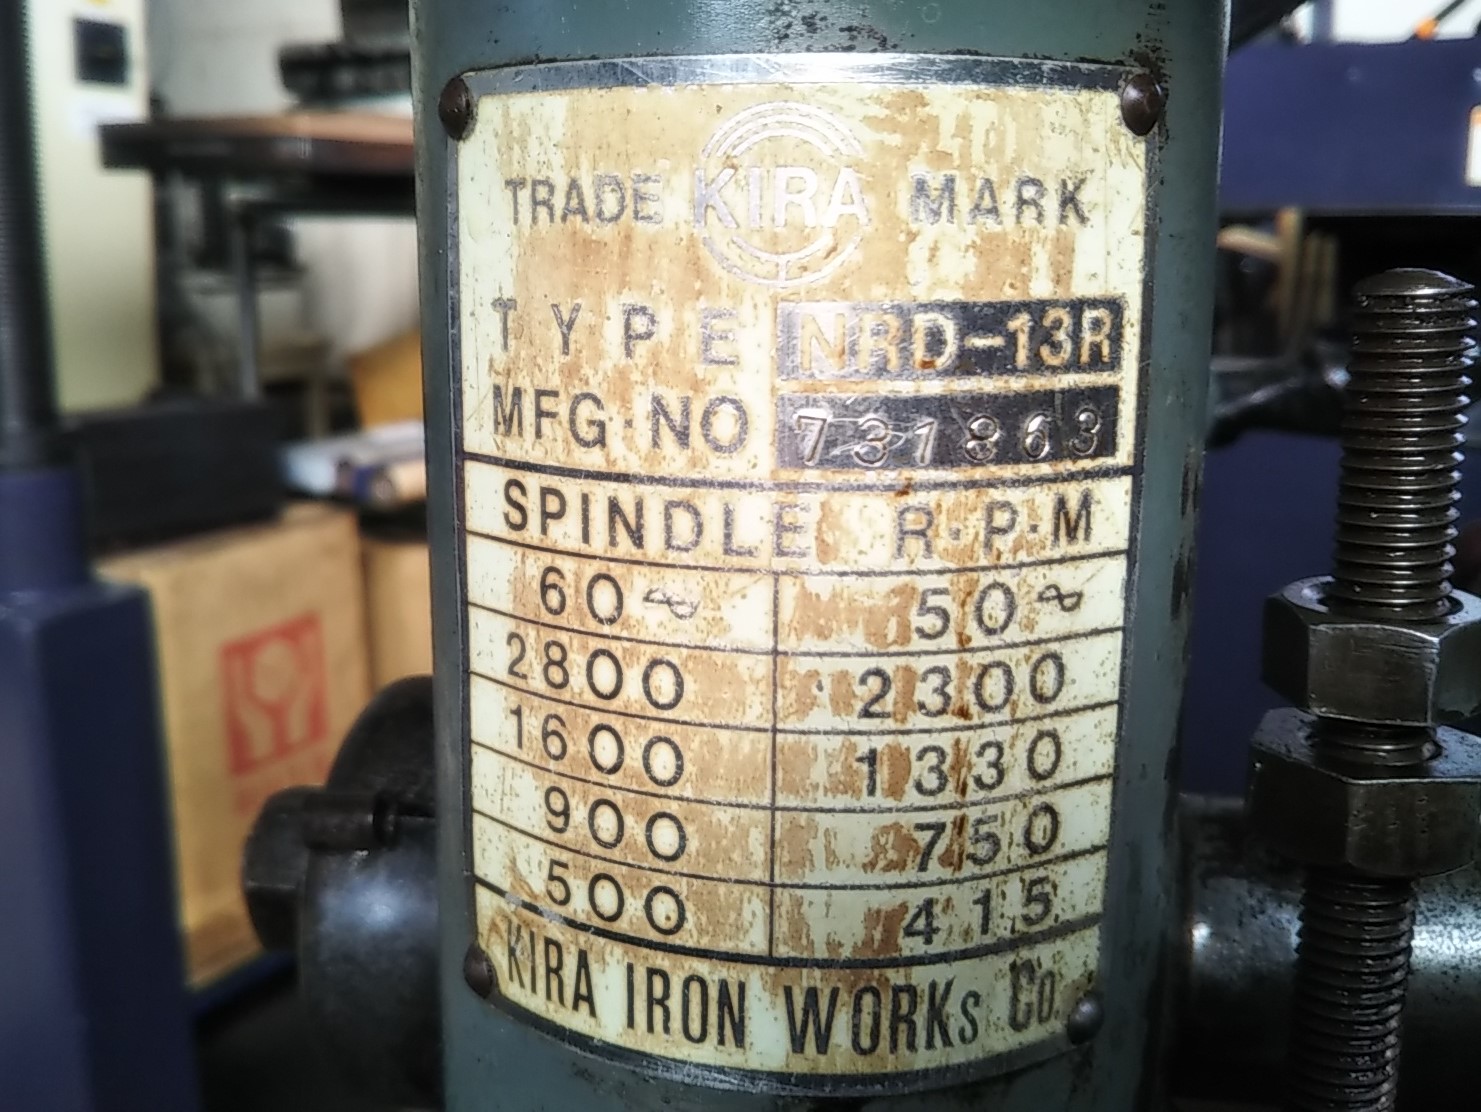 TRADE KIRA MARK
TYPE NRD-13R
MFG·NO 731863
SPINDLE R·P·M
60~ 50~
2800 2300
1600 1330
900 750
500 415
KIRA IRON WORKs Co.